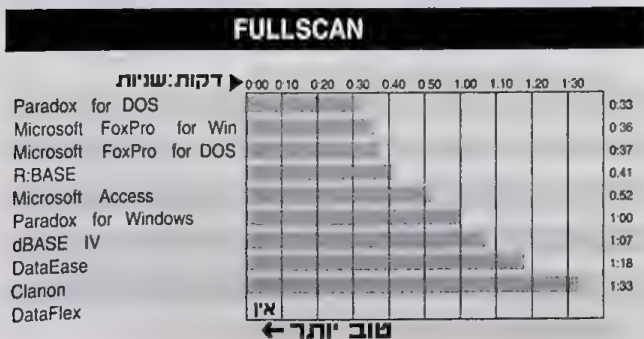 FULLSCAN
דקות:שניות ▶ 0:00 0:10 0:20 0:30 0:40 0:50 1:00 1:10 1:20 1:30
Paradox for DOS 0:33
Microsoft FoxPro for Win 0:36
Microsoft FoxPro for DOS 0:37
R:BASE 0:41
Microsoft Access 0:52
Paradox for Windows 1:00
dBASE IV 1:07
DataEase 1:18
Clarion 1:33
DataFlex אין
טוב יותר ←